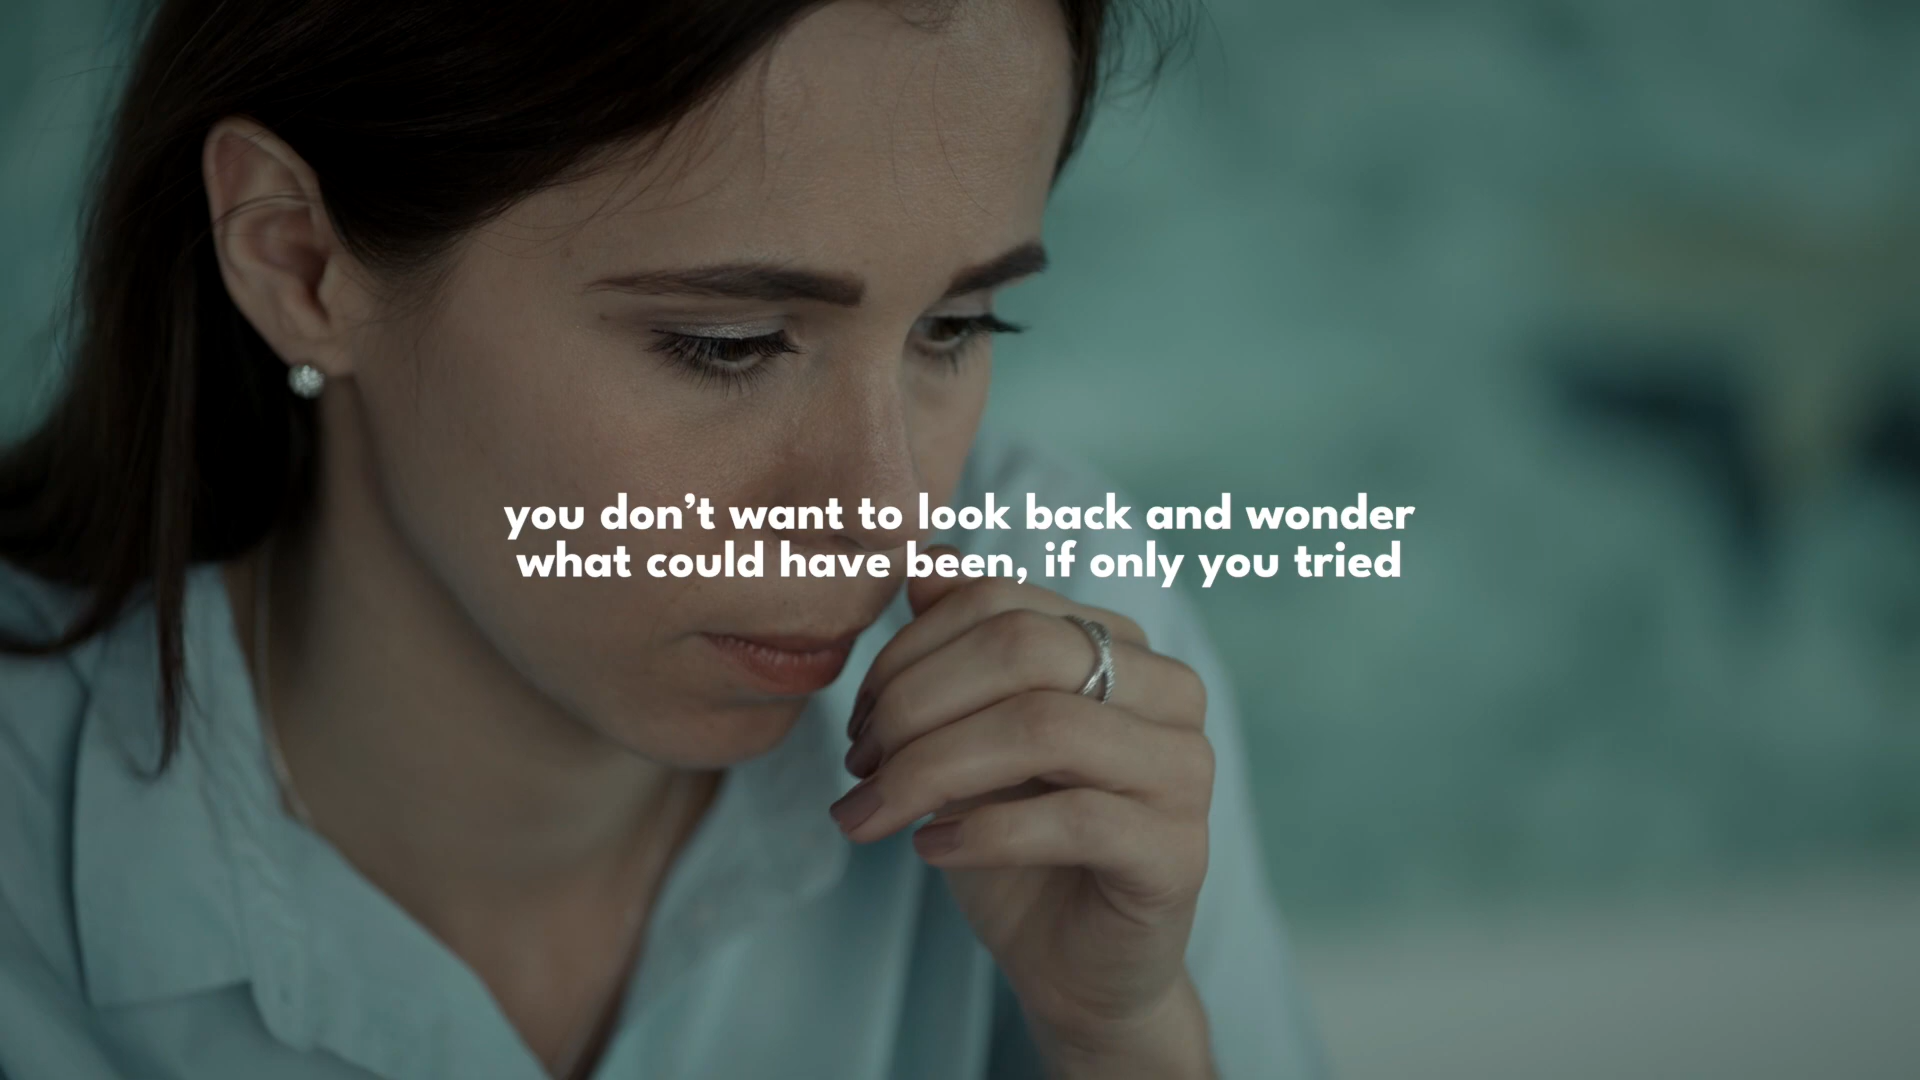 you don’t want to look back and wonder
what could have been, if only you tried